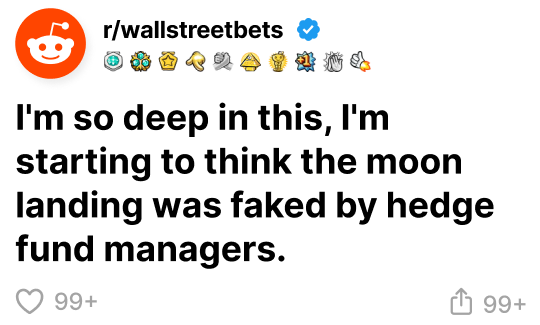 r/wallstreetbets
I'm so deep in this, I'm
starting to think the moon
landing was faked by hedge
fund managers.
99+
99+